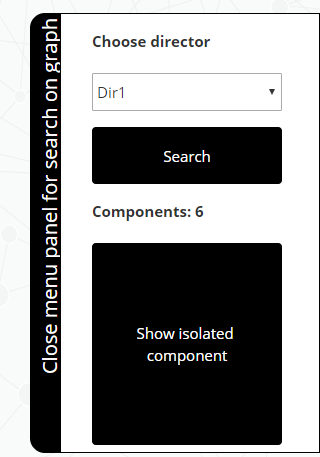 Close menu panel for search on graph
Choose director
Dir1
Search
Components: 6
Show isolated
component